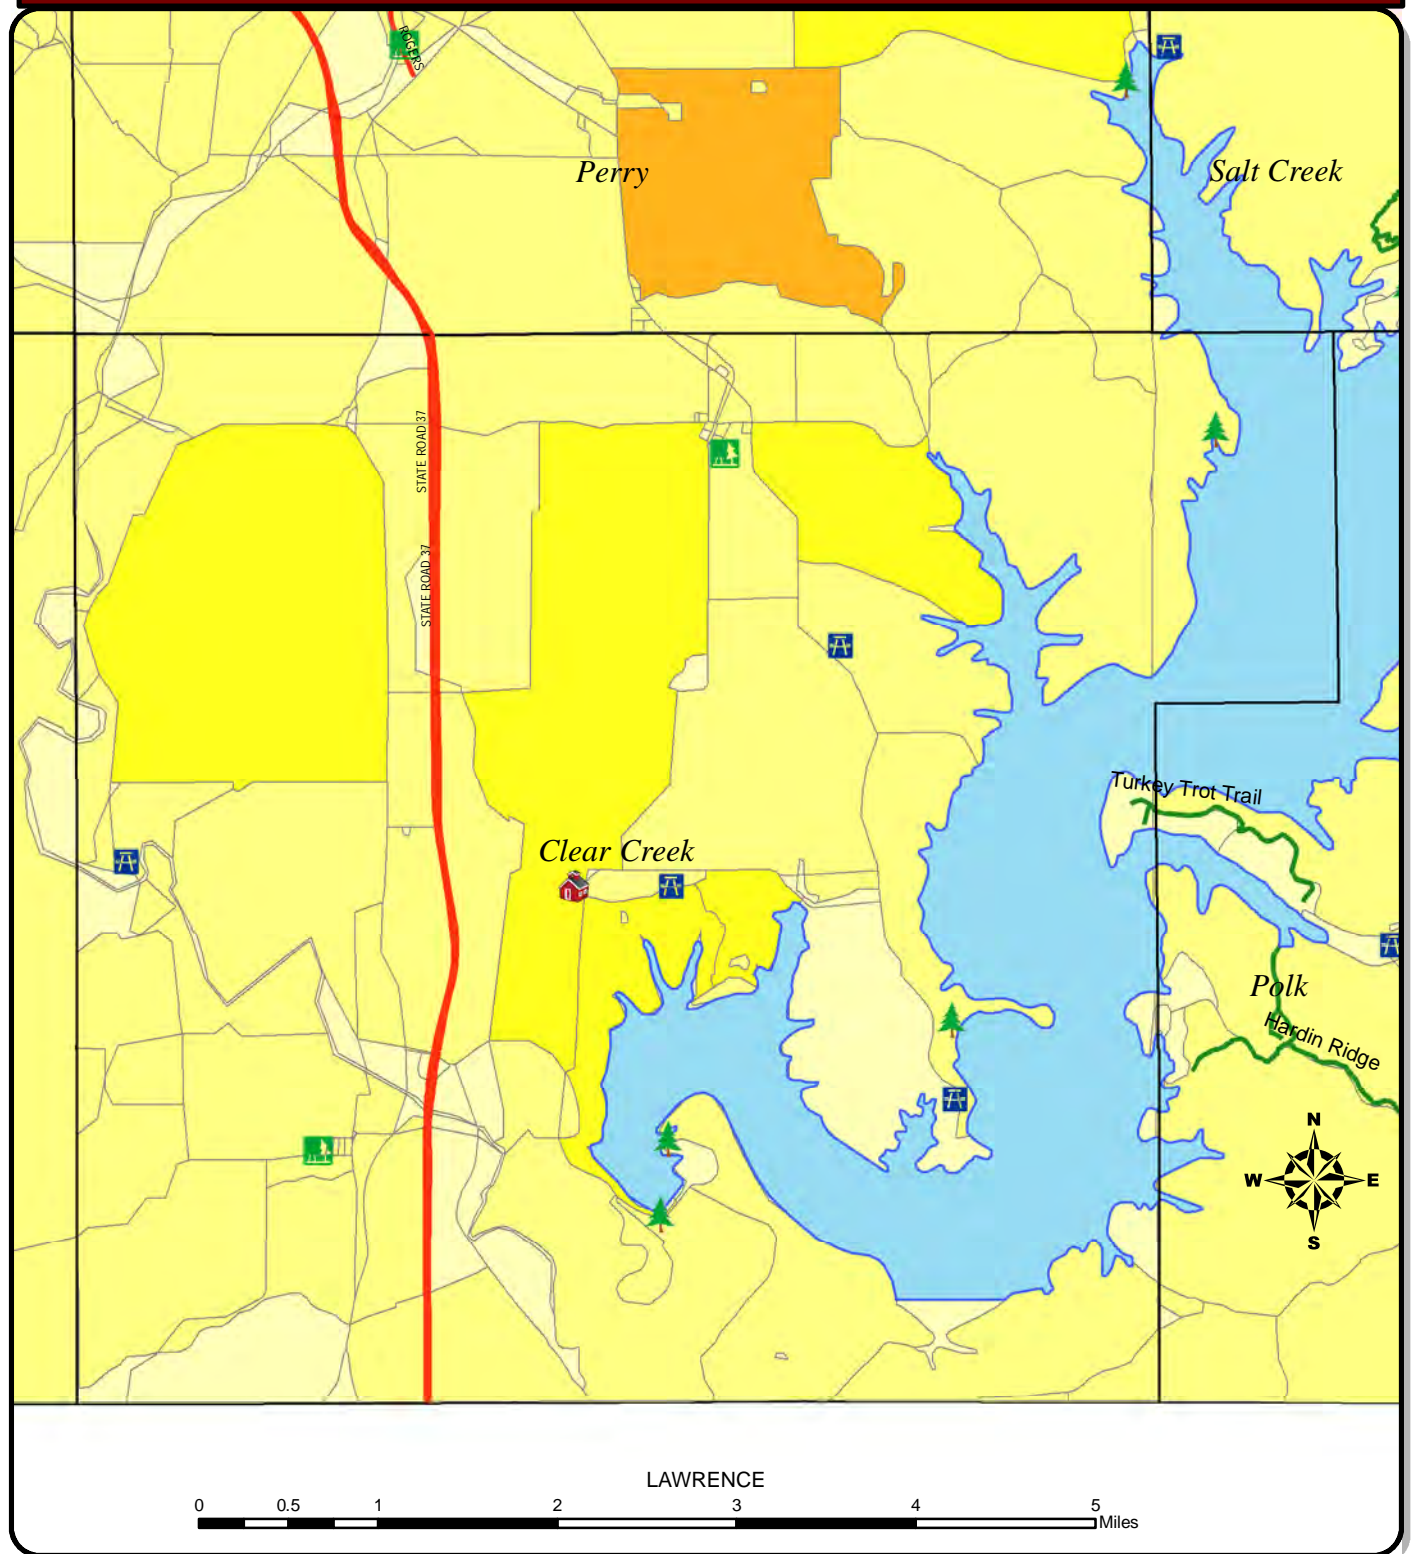 ROGERS
Perry
Salt Creek
STATE ROAD 37
STATE ROAD 37
Turkey Trot Trail
Clear Creek
Polk
Hardin Ridge
N
W E
S
LAWRENCE
0 0.5 1 2 3 4 5
Miles